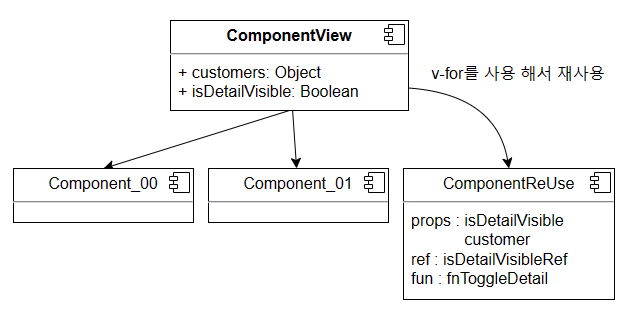 ComponentView
+ customers: Object
+ isDetailVisible: Boolean
v-for를 사용 해서 재사용
Component_00
Component_01
ComponentReUse
props : isDetailVisible
customer
ref : isDetailVisibleRef
fun : fnToggleDetail